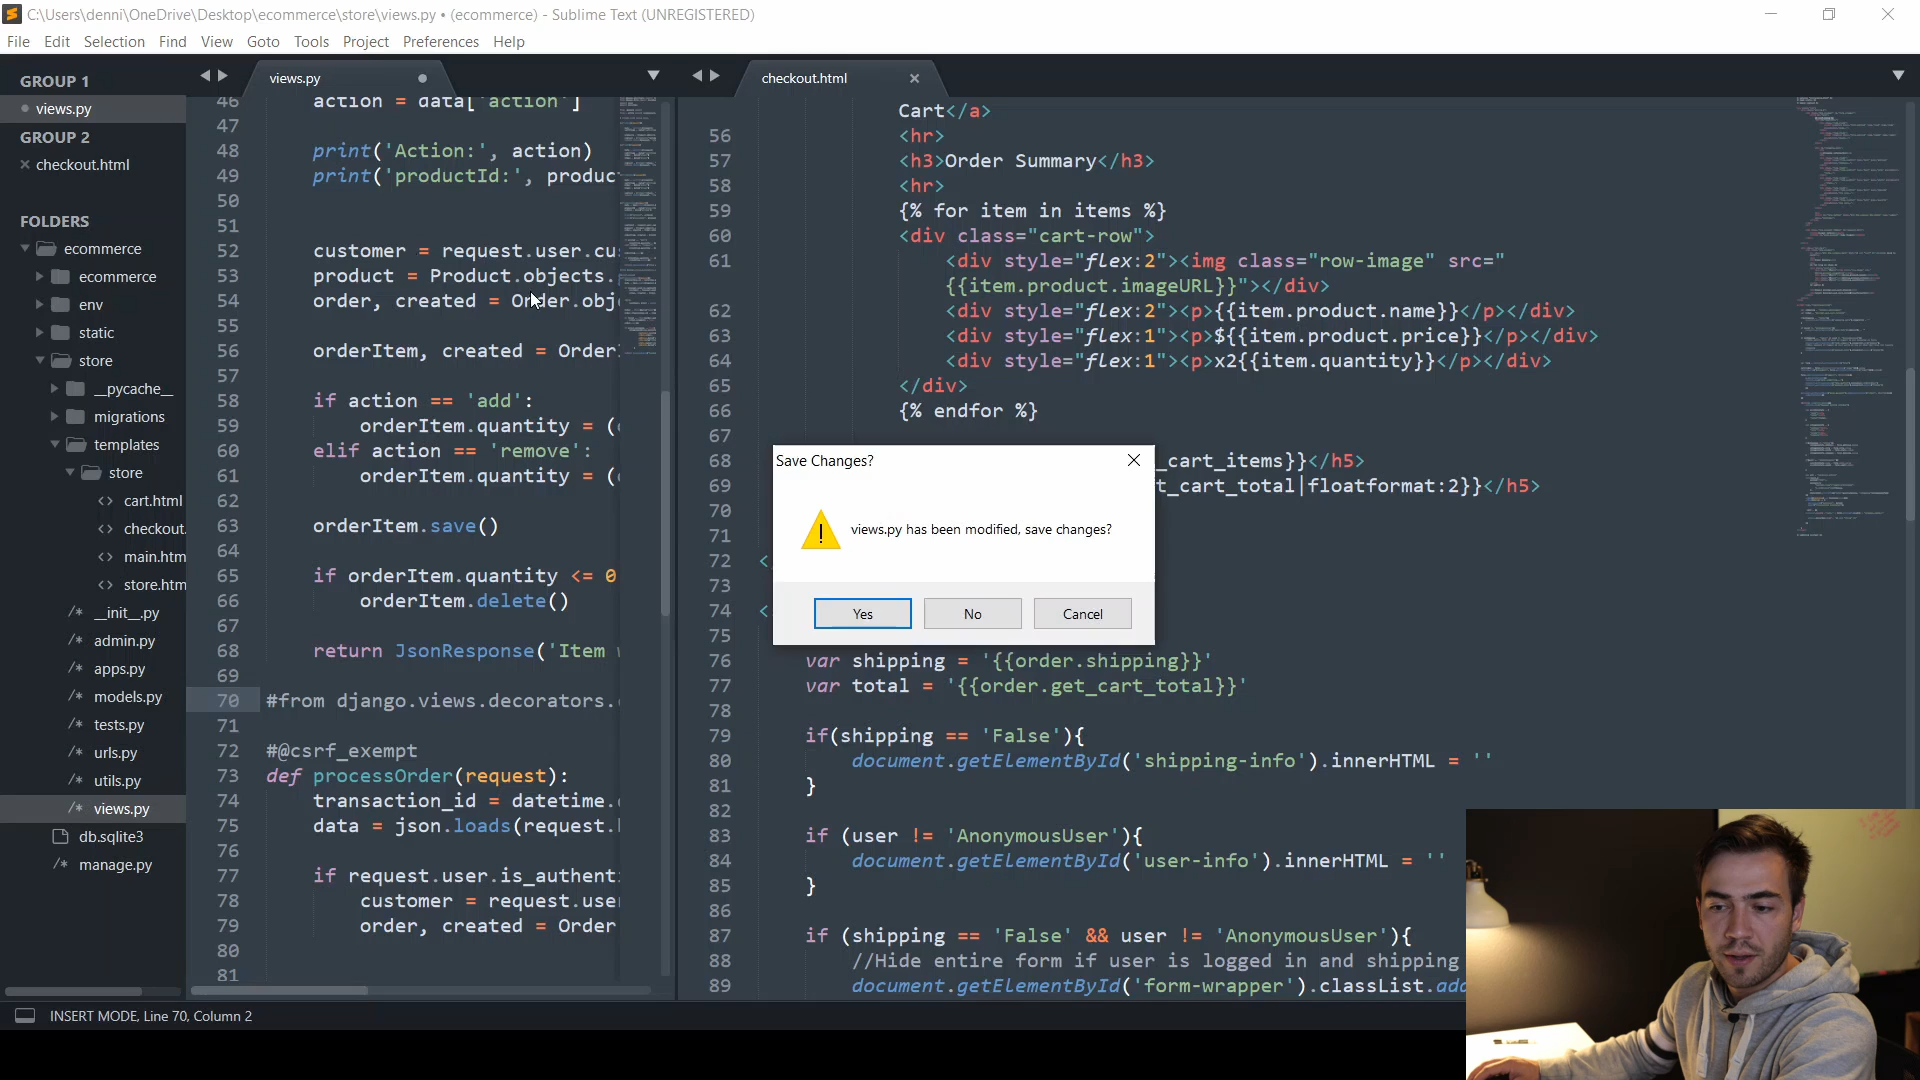 C:\Users\denni\OneDrive\Desktop\ecommerce\store\views.py • (ecommerce) - Sublime Text (UNREGISTERED)
File Edit Selection Find View Goto Tools Project Preferences Help
GROUP 1
views.py
GROUP 2
checkout.html
FOLDERS
ecommerce
ecommerce
env
static
store
__pycache__
migrations
templates
store
<> cart.html
<> checkout.
<> main.htm
<> store.htm
/* __init__.py
/* admin.py
/* apps.py
/* models.py
/* tests.py
/* urls.py
/* utils.py
/* views.py
db.sqlite3
/* manage.py
views.py
46 action = data['action']
47
48 print('Action:', action)
49 print('productId:', produc
50
51
52 customer = request.user.cu
53 product = Product.objects.
54 order, created = Order.obj
55
56 orderItem, created = Order
57
58 if action == 'add':
59 orderItem.quantity = (
60 elif action == 'remove':
61 orderItem.quantity = (
62
63 orderItem.save()
64
65 if orderItem.quantity <= 0
66 orderItem.delete()
67
68 return JsonResponse('Item
69
70 #from django.views.decorators.
71
72 #@csrf_exempt
73 def processOrder(request):
74 transaction_id = datetime.
75 data = json.loads(request.
76
77 if request.user.is_authent
78 customer = request.use
79 order, created = Order
80
81
checkout.html
Cart</a>
56 <hr>
57 <h3>Order Summary</h3>
58 <hr>
59 {% for item in items %}
60 <div class="cart-row">
61 <div style="flex:2"><img class="row-image" src="
{{item.product.imageURL}}"></div>
62 <div style="flex:2"><p>{{item.product.name}}</p></div>
63 <div style="flex:1"><p>${{item.product.price}}</p></div>
64 <div style="flex:1"><p>x2{{item.quantity}}</p></div>
65 </div>
66 {% endfor %}
67
68 _cart_items}}</h5>
69 t_cart_total|floatformat:2}}</h5>
70
71
72 <
73
74 <
75
76 var shipping = '{{order.shipping}}'
77 var total = '{{order.get_cart_total}}'
78
79 if(shipping == 'False'){
80 document.getElementById('shipping-info').innerHTML = ''
81 }
82
83 if (user != 'AnonymousUser'){
84 document.getElementById('user-info').innerHTML = ''
85 }
86
87 if (shipping == 'False' && user != 'AnonymousUser'){
88 //Hide entire form if user is logged in and shipping
89 document.getElementById('form-wrapper').classList.add
Save Changes?
views.py has been modified, save changes?
Yes No Cancel
INSERT MODE, Line 70, Column 2